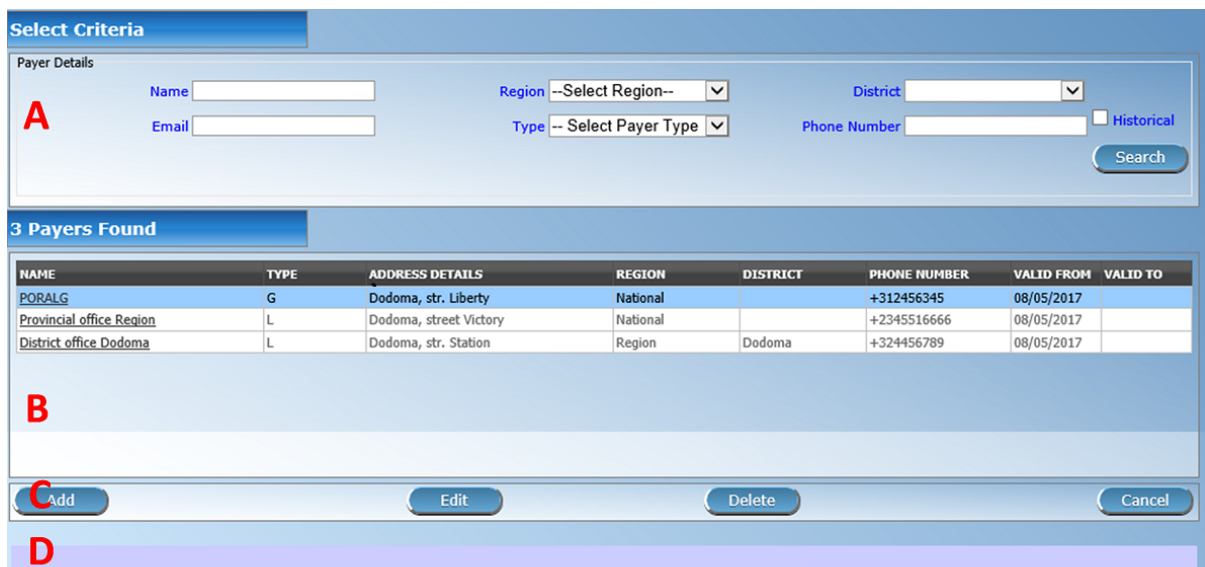 Select Criteria
Payer Details
Name Region --Select Region-- District
A
Email Type -- Select Payer Type Phone Number Historical
Search
3 Payers Found
NAME TYPE ADDRESS DETAILS REGION DISTRICT PHONE NUMBER VALID FROM VALID TO
PORALG G Dodoma, str. Liberty National +312456345 08/05/2017
Provincial office Region L Dodoma, street Victory National +2345516666 08/05/2017
District office Dodoma L Dodoma, str. Station Region Dodoma +324456789 08/05/2017
B
C Add Edit Delete Cancel
D